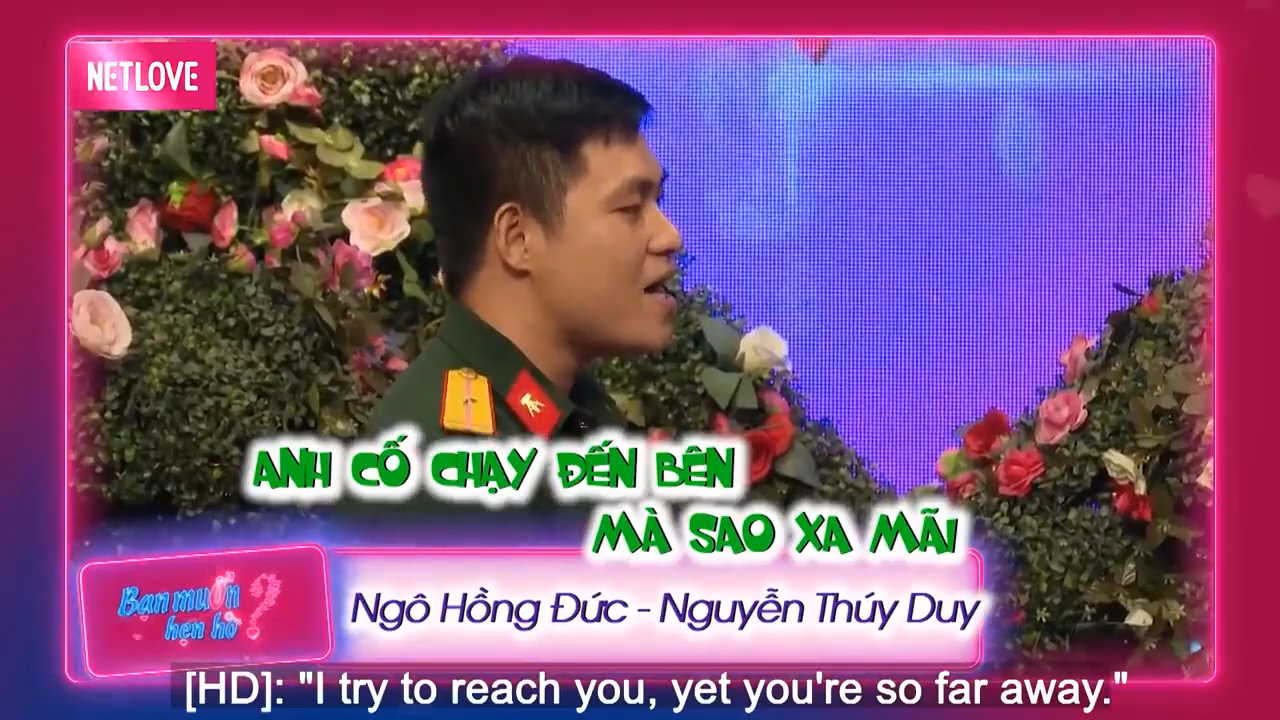 NETLOVE
ANH CỐ CHẠY ĐẾN BÊN
MÀ SAO XA MÃI
Bạn muốn
hẹn hò
Ngô Hồng Đức - Nguyễn Thúy Duy
[HD]: "I try to reach you, yet you're so far away."